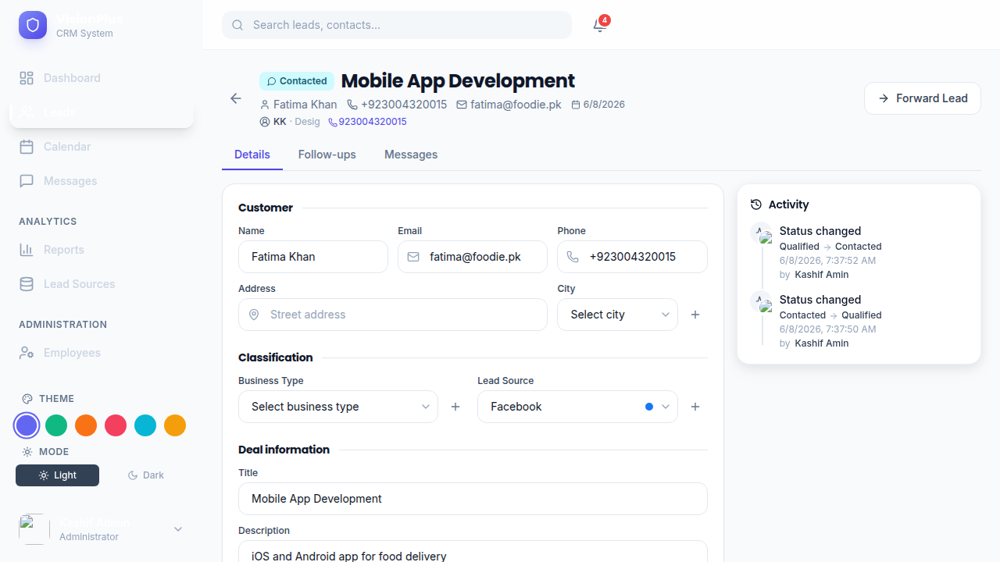 VisionPlus
CRM System
Dashboard
Leads
Calendar
Messages
ANALYTICS
Reports
Lead Sources
ADMINISTRATION
Employees
THEME
MODE
Light
Dark
Kashif Admin
Administrator
Search leads, contacts...
4
Contacted
Mobile App Development
Fatima Khan
+923004320015
fatima@foodie.pk
6/8/2026
KK · Desig
923004320015
Forward Lead
Details
Follow-ups
Messages
Customer
Name
Email
Phone
Fatima Khan
fatima@foodie.pk
+923004320015
Address
City
Street address
Select city
Classification
Business Type
Lead Source
Select business type
Facebook
Deal information
Title
Mobile App Development
Description
iOS and Android app for food delivery
Activity
Status changed
Qualified → Contacted
6/8/2026, 7:37:52 AM
by Kashif Amin
Status changed
Contacted → Qualified
6/8/2026, 7:37:50 AM
by Kashif Amin